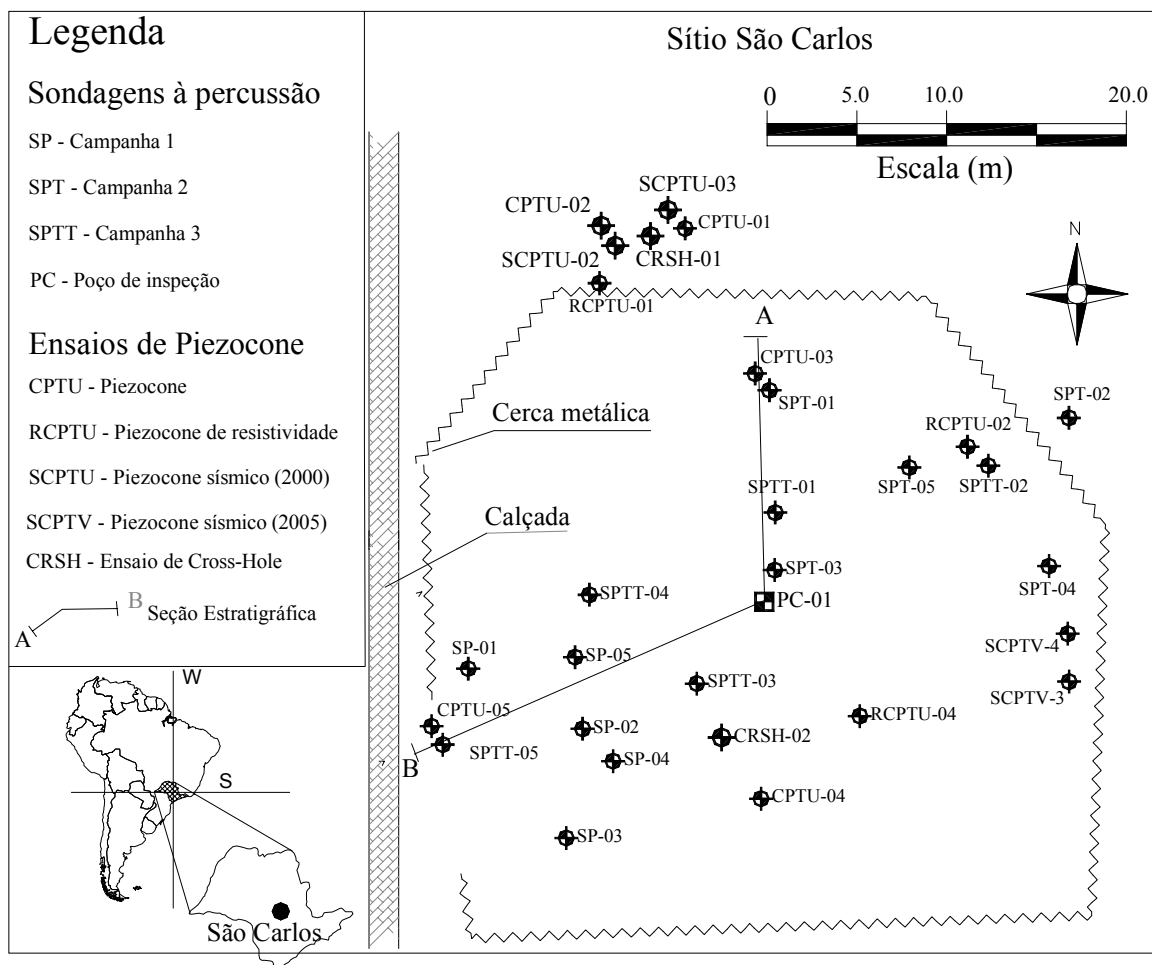 Legenda
Sondagens à percussão
SP - Campanha 1
SPT - Campanha 2
SPTT - Campanha 3
PC - Poço de inspeção
Ensaios de Piezocone
CPTU - Piezocone
RCPTU - Piezocone de resistividade
SCPTU - Piezocone sísmico (2000)
SCPTV - Piezocone sísmico (2005)
CRSH - Ensaio de Cross-Hole
B
Seção Estratigráfica
A
W
S
São Carlos
Sítio São Carlos
0 5.0 10.0 20.0
Escala (m)
N
SCPTU-03
CPTU-02
CPTU-01
SCPTU-02
CRSH-01
RCPTU-01
A
CPTU-03
SPT-01
SPT-02
Cerca metálica
RCPTU-02
SPT-05
SPTT-02
SPTT-01
Calçada
SPT-03
SPT-04
SPTT-04
PC-01
SCPTV-4
SP-01
SP-05
SPTT-03
SCPTV-3
CPTU-05
RCPTU-04
SP-02
CRSH-02
SPTT-05
B
SP-04
CPTU-04
SP-03